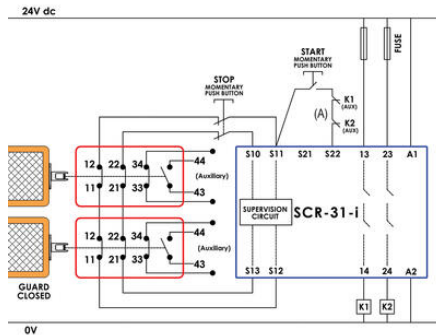 24V dc
START
MOMENTARY
PUSH BUTTON
FUSE
STOP
MOMENTARY
PUSH BUTTON
K1
(AUX)
(A)
K2
(AUX)
12 22 34 44
(Auxiliary)
11 21 33 43
S10 S11 S21 S22 13 23 A1
SUPERVISION
CIRCUIT
SCR-31-i
12 22 34 44
(Auxiliary)
11 21 33 43
S13 S12 14 24 A2
GUARD
CLOSED
K1 K2
0V